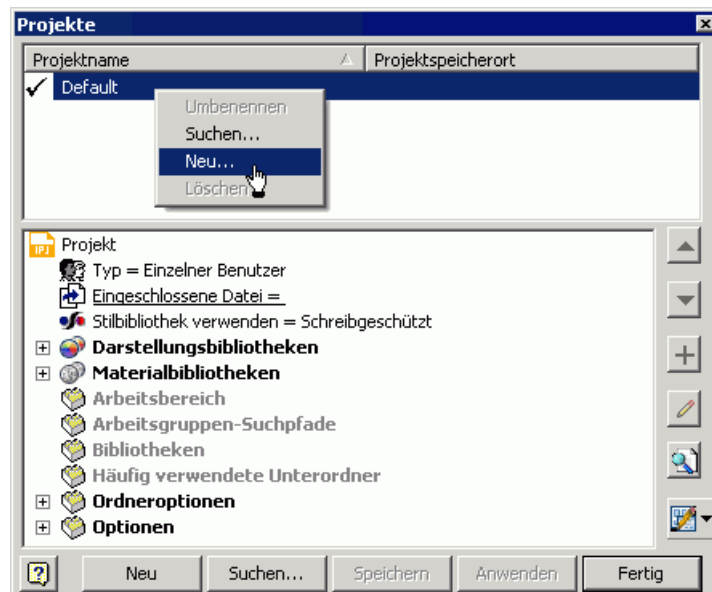 Projekte
Projektname Projektspeicherort
Default
Umbenennen
Suchen...
Neu...
Löschen
IPJ Projekt
Typ = Einzelner Benutzer
Eingeschlossene Datei =
Stilbibliothek verwenden = Schreibgeschützt
Darstellungsbibliotheken
Materialbibliotheken
Arbeitsbereich
Arbeitsgruppen-Suchpfade
Bibliotheken
Häufig verwendete Unterordner
Ordneroptionen
Optionen
Neu Suchen... Speichern Anwenden Fertig